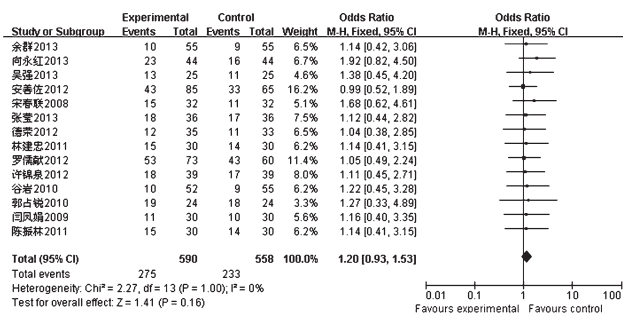 Experimental Control Odds Ratio Odds Ratio
Study or Subgroup Events Total Events Total Weight M-H, Fixed, 95% CI M-H, Fixed, 95% CI
余群2013 10 55 9 55 6.5% 1.14 [0.42, 3.06]
向永红2013 23 44 16 44 6.7% 1.92 [0.82, 4.50]
吴强2013 13 25 11 25 4.6% 1.38 [0.45, 4.20]
安善佐2012 43 85 33 65 16.2% 0.99 [0.52, 1.89]
宋春联2008 15 32 11 32 5.1% 1.68 [0.62, 4.61]
张莹2013 18 36 17 36 7.4% 1.12 [0.44, 2.82]
德荣2012 12 35 11 33 6.6% 1.04 [0.38, 2.85]
林建忠2011 15 30 14 30 6.1% 1.14 [0.41, 3.15]
罗儒献2012 53 73 43 60 11.4% 1.05 [0.49, 2.24]
许锦泉2012 18 39 17 39 8.0% 1.11 [0.45, 2.71]
谷岩2010 10 52 9 55 6.2% 1.22 [0.45, 3.28]
郭占锐2010 19 24 18 24 3.3% 1.27 [0.33, 4.89]
闫凤娟2009 11 30 10 30 5.5% 1.16 [0.40, 3.35]
陈振林2011 15 30 14 30 6.1% 1.14 [0.41, 3.15]
Total (95% CI) 590 558 100.0% 1.20 [0.93, 1.53]
Total events 275 233
Heterogeneity: Chi² = 2.27, df = 13 (P = 1.00); I² = 0%
Test for overall effect: Z = 1.41 (P = 0.16)
0.01 0.1 1 10 100
Favours experimental Favours control